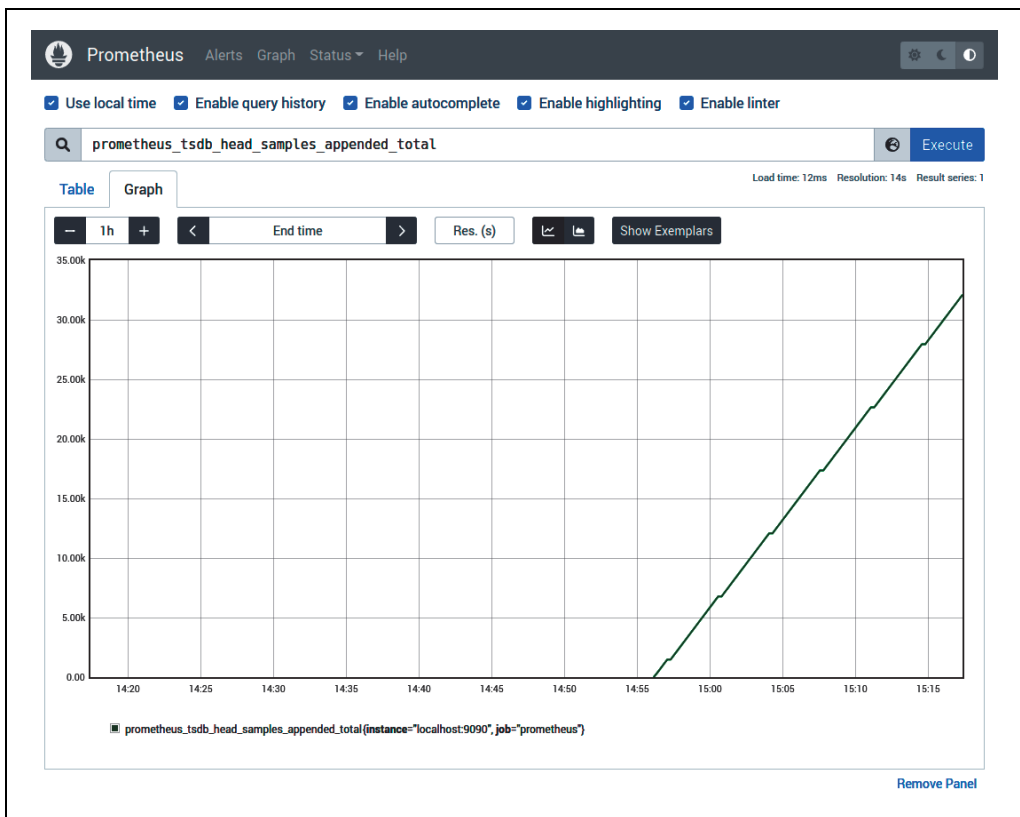 Prometheus Alerts Graph Status Help
Use local time Enable query history Enable autocomplete Enable highlighting Enable linter
prometheus_tsdb_head_samples_appended_total Execute
Load time: 12ms Resolution: 14s Result series: 1
Table Graph
− 1h + < End time > Res. (s) Show Exemplars
35.00k
30.00k
25.00k
20.00k
15.00k
10.00k
5.00k
0.00
14:20 14:25 14:30 14:35 14:40 14:45 14:50 14:55 15:00 15:05 15:10 15:15
prometheus_tsdb_head_samples_appended_total{instance="localhost:9090", job="prometheus"}
Remove Panel